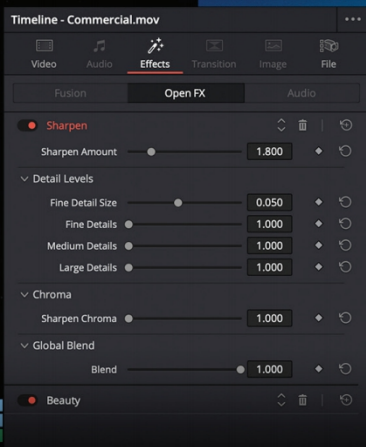 Timeline - Commercial.mov
Video Audio Effects Transition Image File
Fusion Open FX Audio
Sharpen
Sharpen Amount 1.800
Detail Levels
Fine Detail Size 0.050
Fine Details 1.000
Medium Details 1.000
Large Details 1.000
Chroma
Sharpen Chroma 1.000
Global Blend
Blend 1.000
Beauty